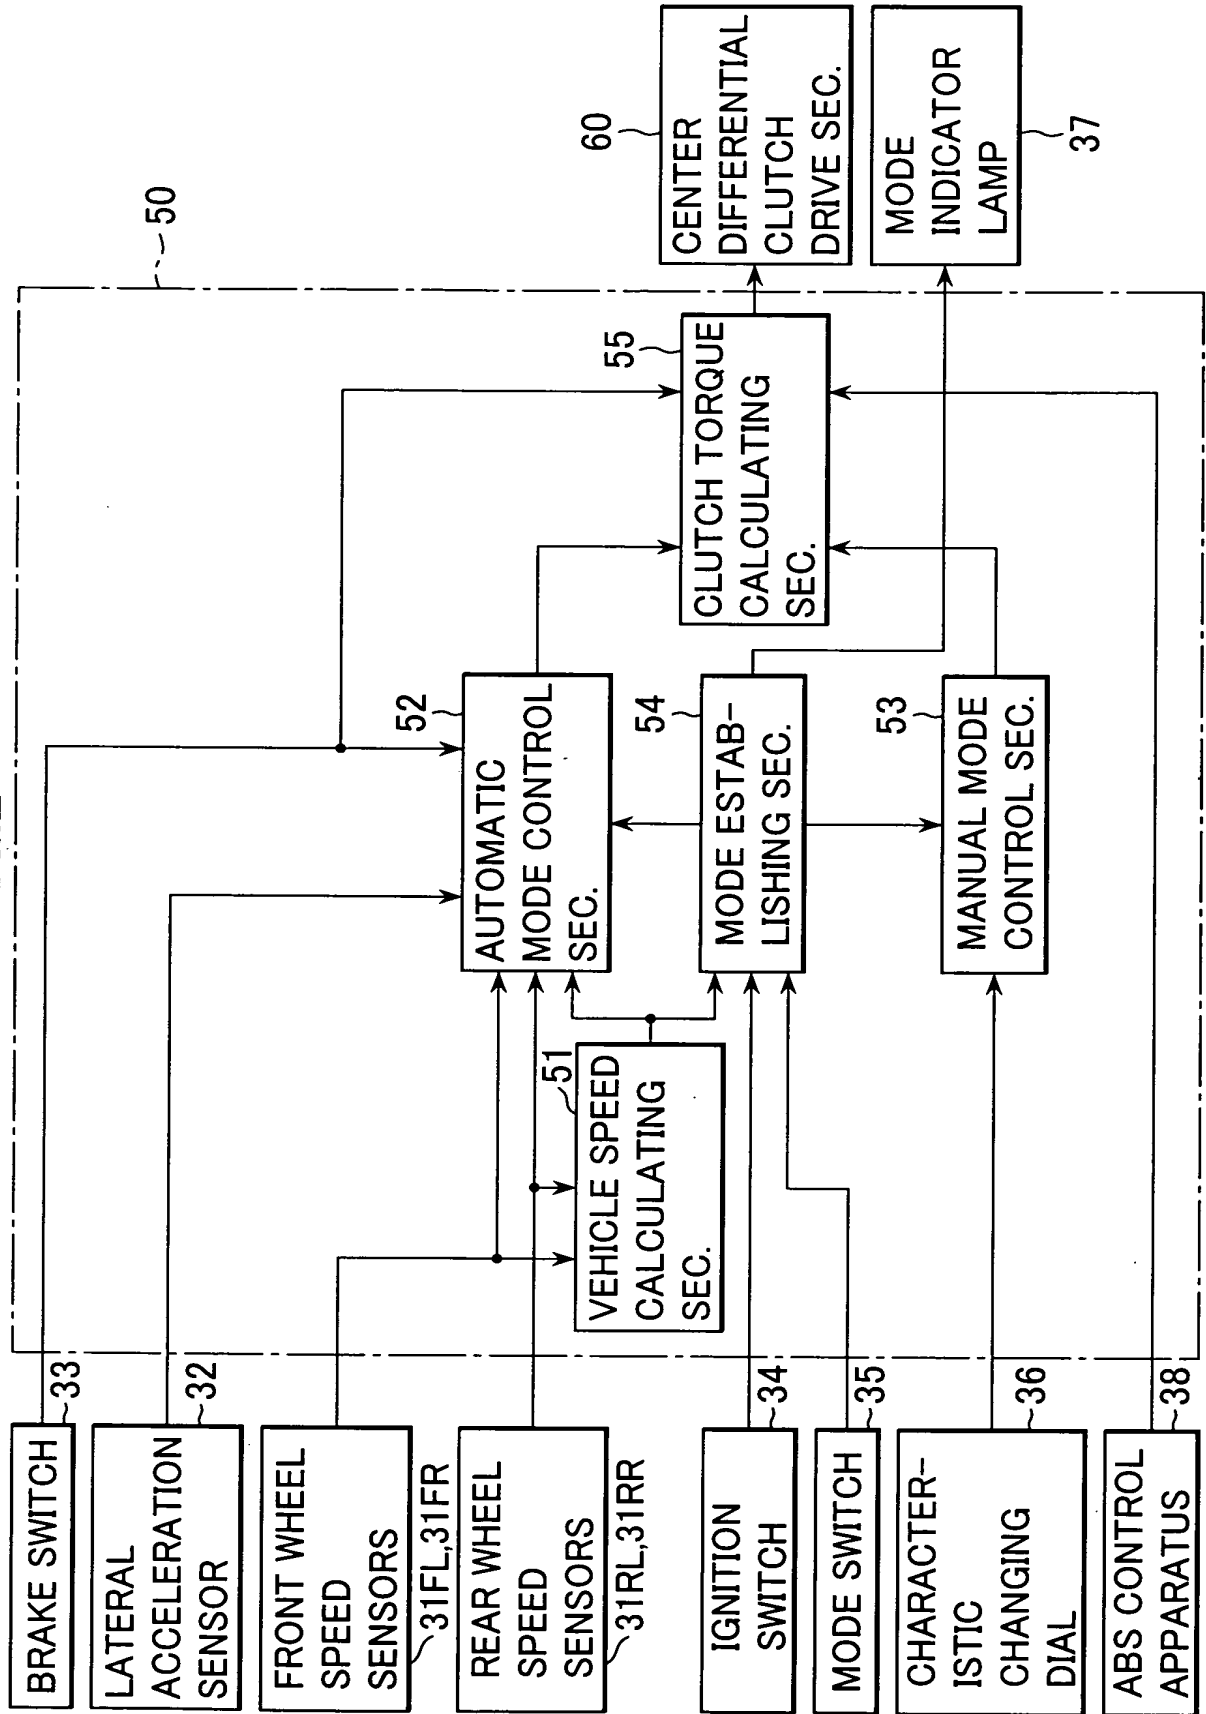 50
BRAKE SWITCH
33
LATERAL
ACCELERATION
SENSOR
32
FRONT WHEEL
SPEED
SENSORS
31FL,31FR
REAR WHEEL
SPEED
SENSORS
31RL,31RR
IGNITION
SWITCH
34
MODE SWITCH
35
CHARACTER-
ISTIC
CHANGING
DIAL
36
ABS CONTROL
APPARATUS
38
VEHICLE SPEED
CALCULATING
SEC.
51
AUTOMATIC
MODE CONTROL
SEC.
52
MODE ESTAB-
LISHING SEC.
54
MANUAL MODE
CONTROL SEC.
53
CLUTCH TORQUE
CALCULATING
SEC.
55
CENTER
DIFFERENTIAL
CLUTCH
DRIVE SEC.
60
MODE
INDICATOR
LAMP
37